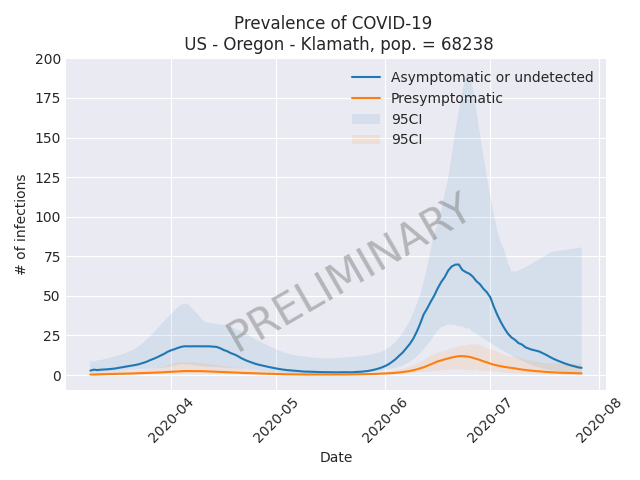 Prevalence of COVID-19
US - Oregon - Klamath, pop. = 68238
200
175
150
125
100
75
50
25
0
# of infections
Asymptomatic or undetected
Presymptomatic
95CI
95CI
PRELIMINARY
2020-04
2020-05
2020-06
2020-07
2020-08
Date